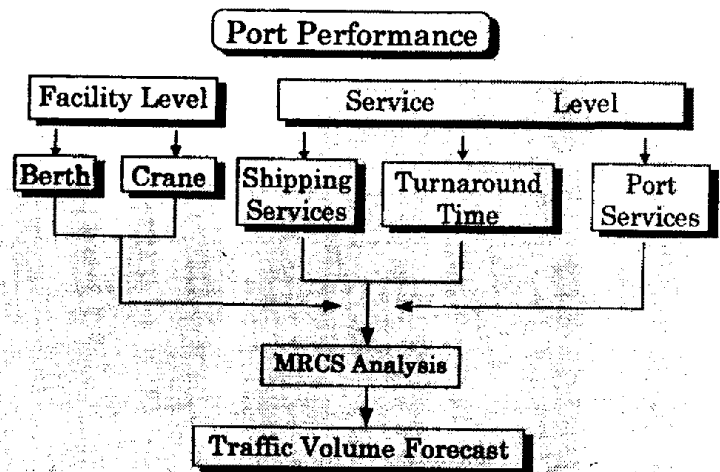 Port Performance
Facility Level
Service Level
Berth
Crane
Shipping
Services
Turnaround
Time
Port
Services
MRCS Analysis
Traffic Volume Forecast